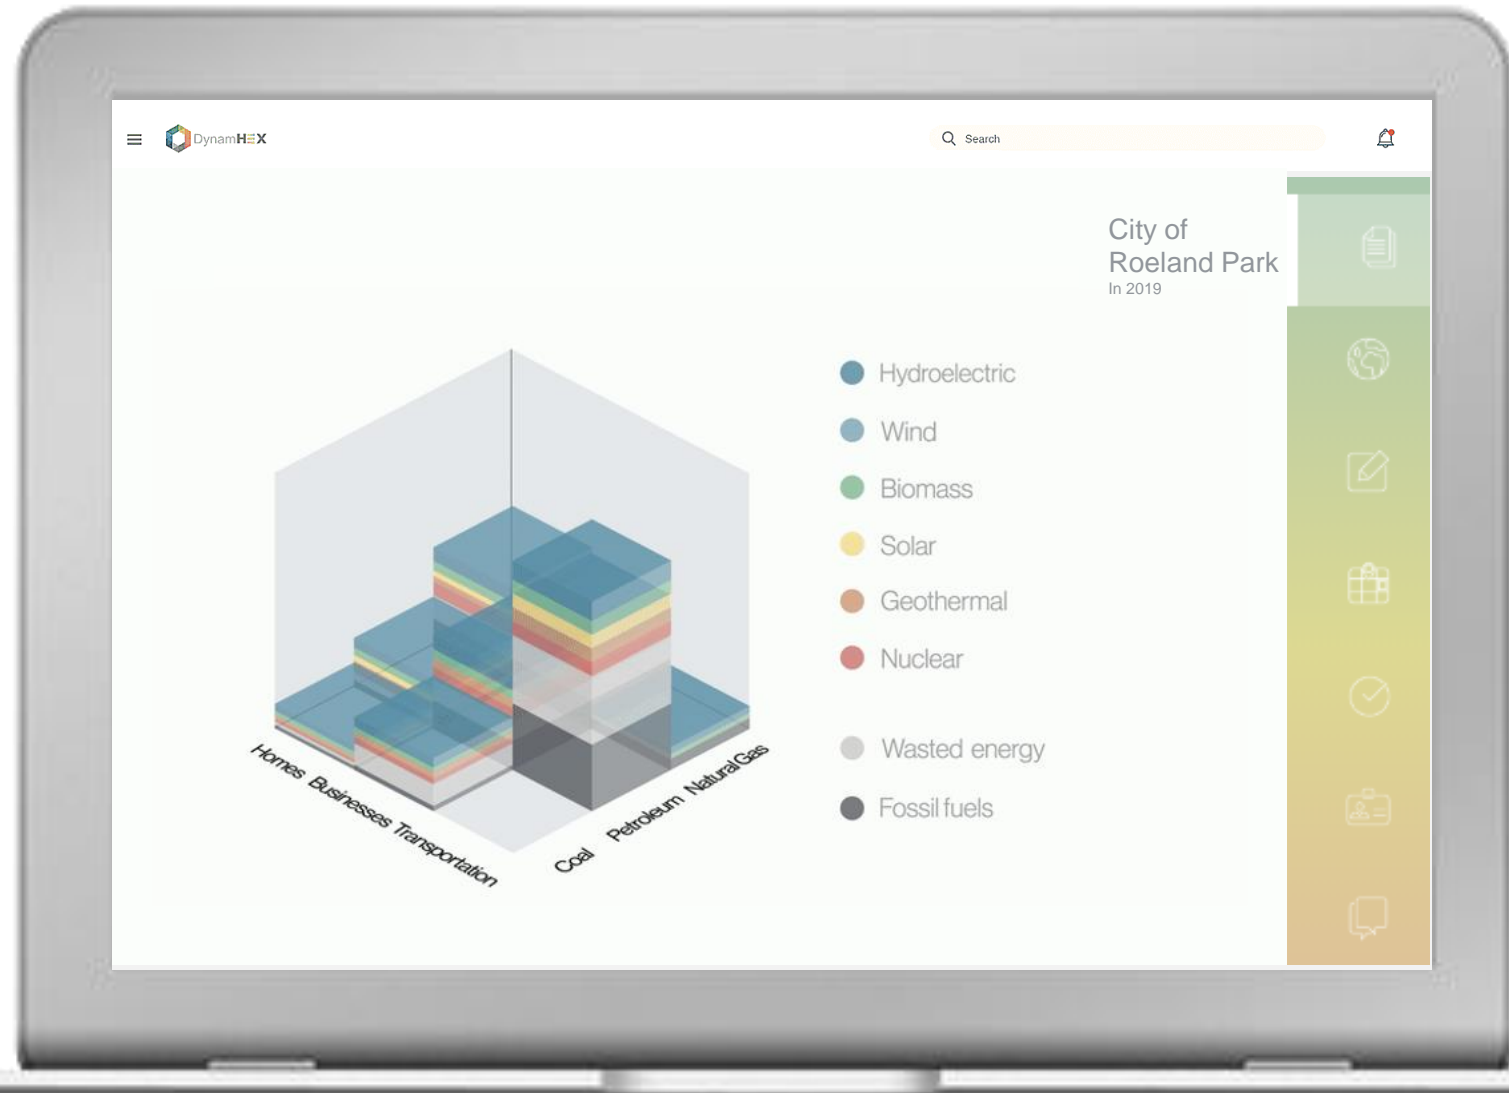 DynamHEX
Search
City of
Roeland Park
In 2019
Hydroelectric
Wind
Biomass
Solar
Geothermal
Nuclear
Wasted energy
Fossil fuels
Homes Businesses Transportation
Coal Petroleum Natural Gas